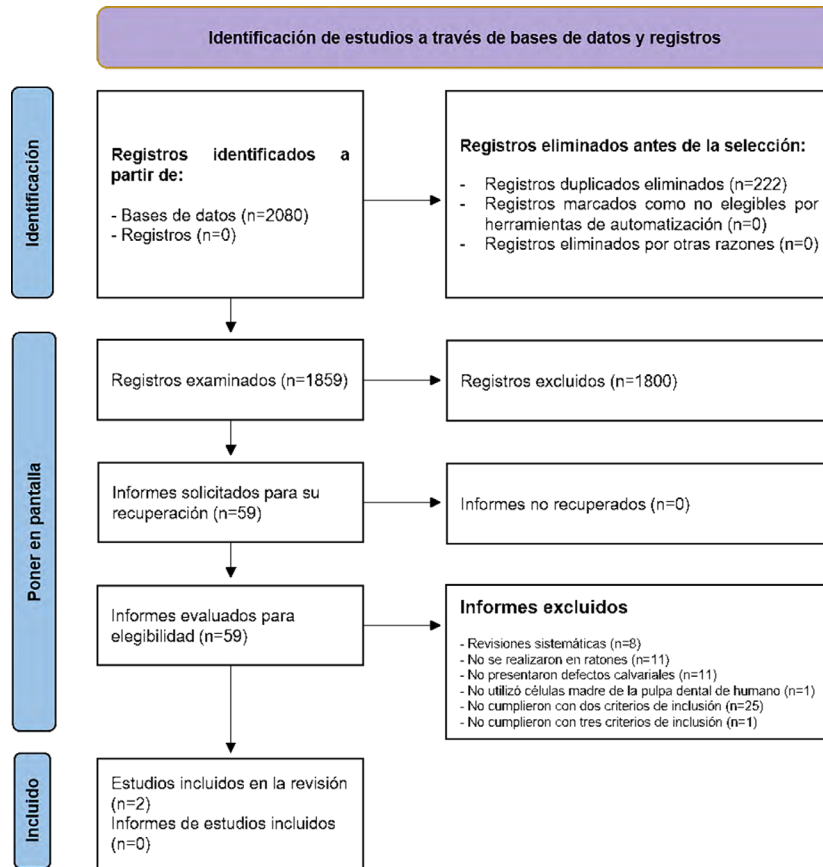 Identificación de estudios a través de bases de datos y registros
Identificación
Registros identificados a
partir de:
- Bases de datos (n=2080)
- Registros (n=0)
Registros eliminados antes de la selección:
- Registros duplicados eliminados (n=222)
- Registros marcados como no elegibles por
herramientas de automatización (n=0)
- Registros eliminados por otras razones (n=0)
Poner en pantalla
Registros examinados (n=1859)
Registros excluidos (n=1800)
Informes solicitados para su
recuperación (n=59)
Informes no recuperados (n=0)
Informes evaluados para
elegibilidad (n=59)
Informes excluidos
- Revisiones sistemáticas (n=8)
- No se realizaron en ratones (n=11)
- No presentaron defectos calvariales (n=11)
- No utilizó células madre de la pulpa dental de humano (n=1)
- No cumplieron con dos criterios de inclusión (n=25)
- No cumplieron con tres criterios de inclusión (n=1)
Incluido
Estudios incluidos en la revisión
(n=2)
Informes de estudios incluidos
(n=0)